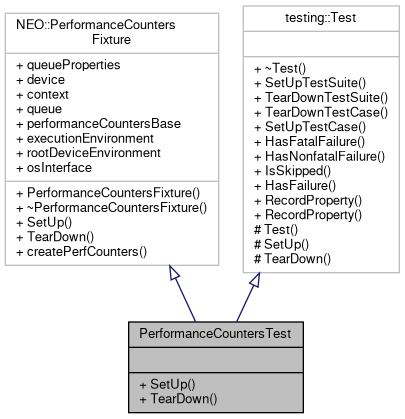 NEO::PerformanceCounters
Fixture
+ queueProperties
+ device
+ context
+ queue
+ performanceCountersBase
+ executionEnvironment
+ rootDeviceEnvironment
+ osInterface
+ PerformanceCountersFixture()
+ ~PerformanceCountersFixture()
+ SetUp()
+ TearDown()
+ createPerfCounters()
testing::Test
+ ~Test()
+ SetUpTestSuite()
+ TearDownTestSuite()
+ TearDownTestCase()
+ SetUpTestCase()
+ HasFatalFailure()
+ HasNonfatalFailure()
+ IsSkipped()
+ HasFailure()
+ RecordProperty()
+ RecordProperty()
# Test()
# SetUp()
# TearDown()
PerformanceCountersTest
+ SetUp()
+ TearDown()